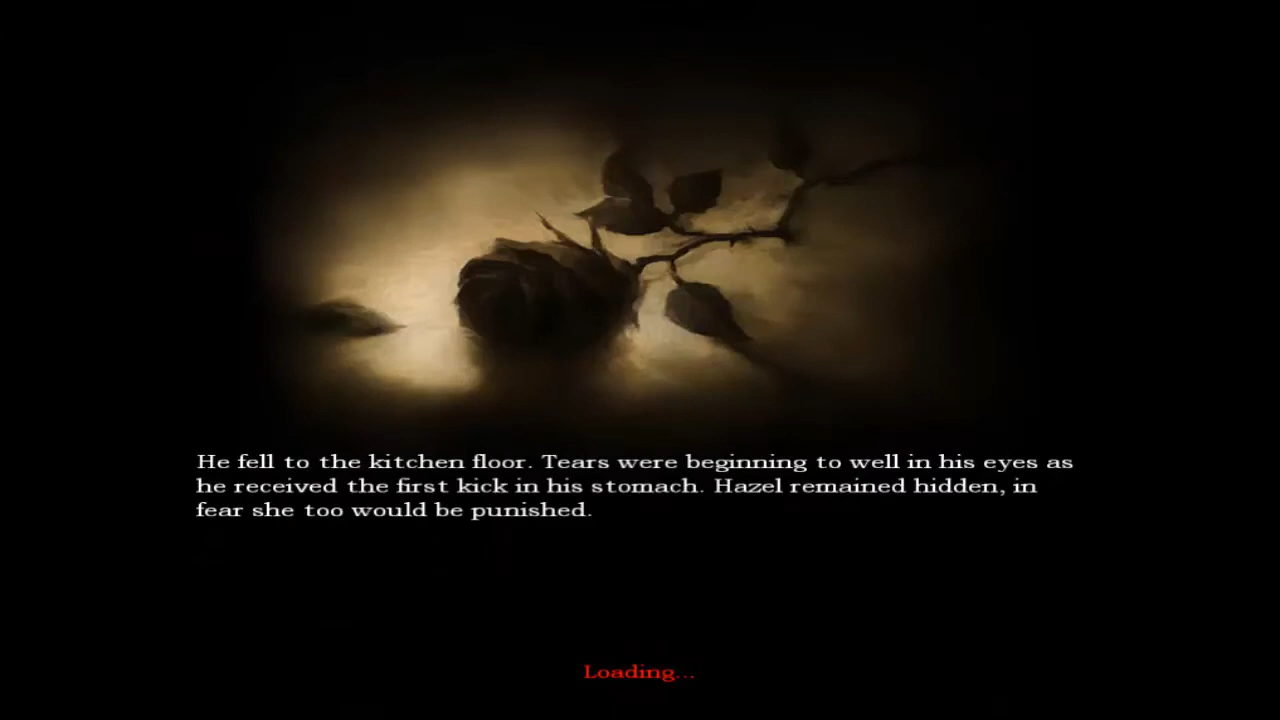 He fell to the kitchen floor. Tears were beginning to well in his eyes as
he received the first kick in his stomach. Hazel remained hidden, in
fear she too would be punished.
Loading...